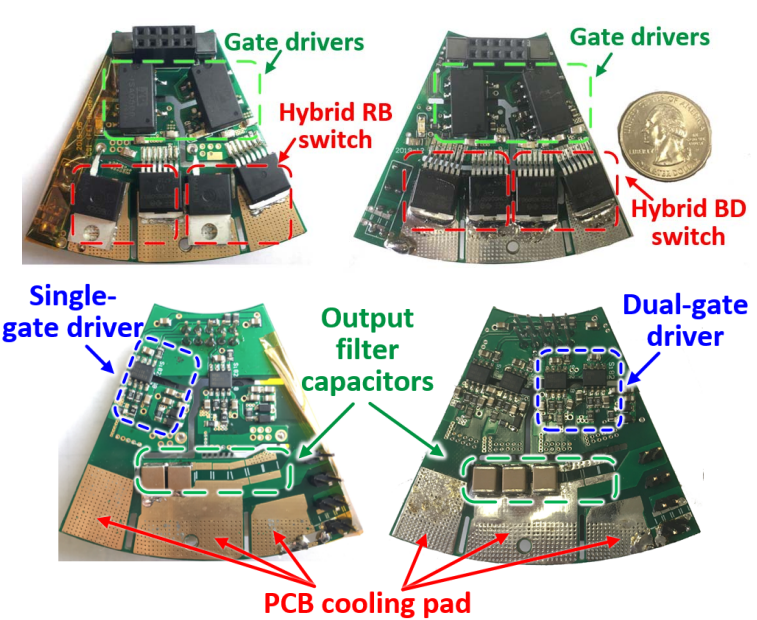 Gate drivers
Gate drivers
Hybrid RB
switch
Hybrid BD
switch
LIBERTY
Single-
gate driver
Output
filter
capacitors
Dual-gate
driver
PCB cooling pad